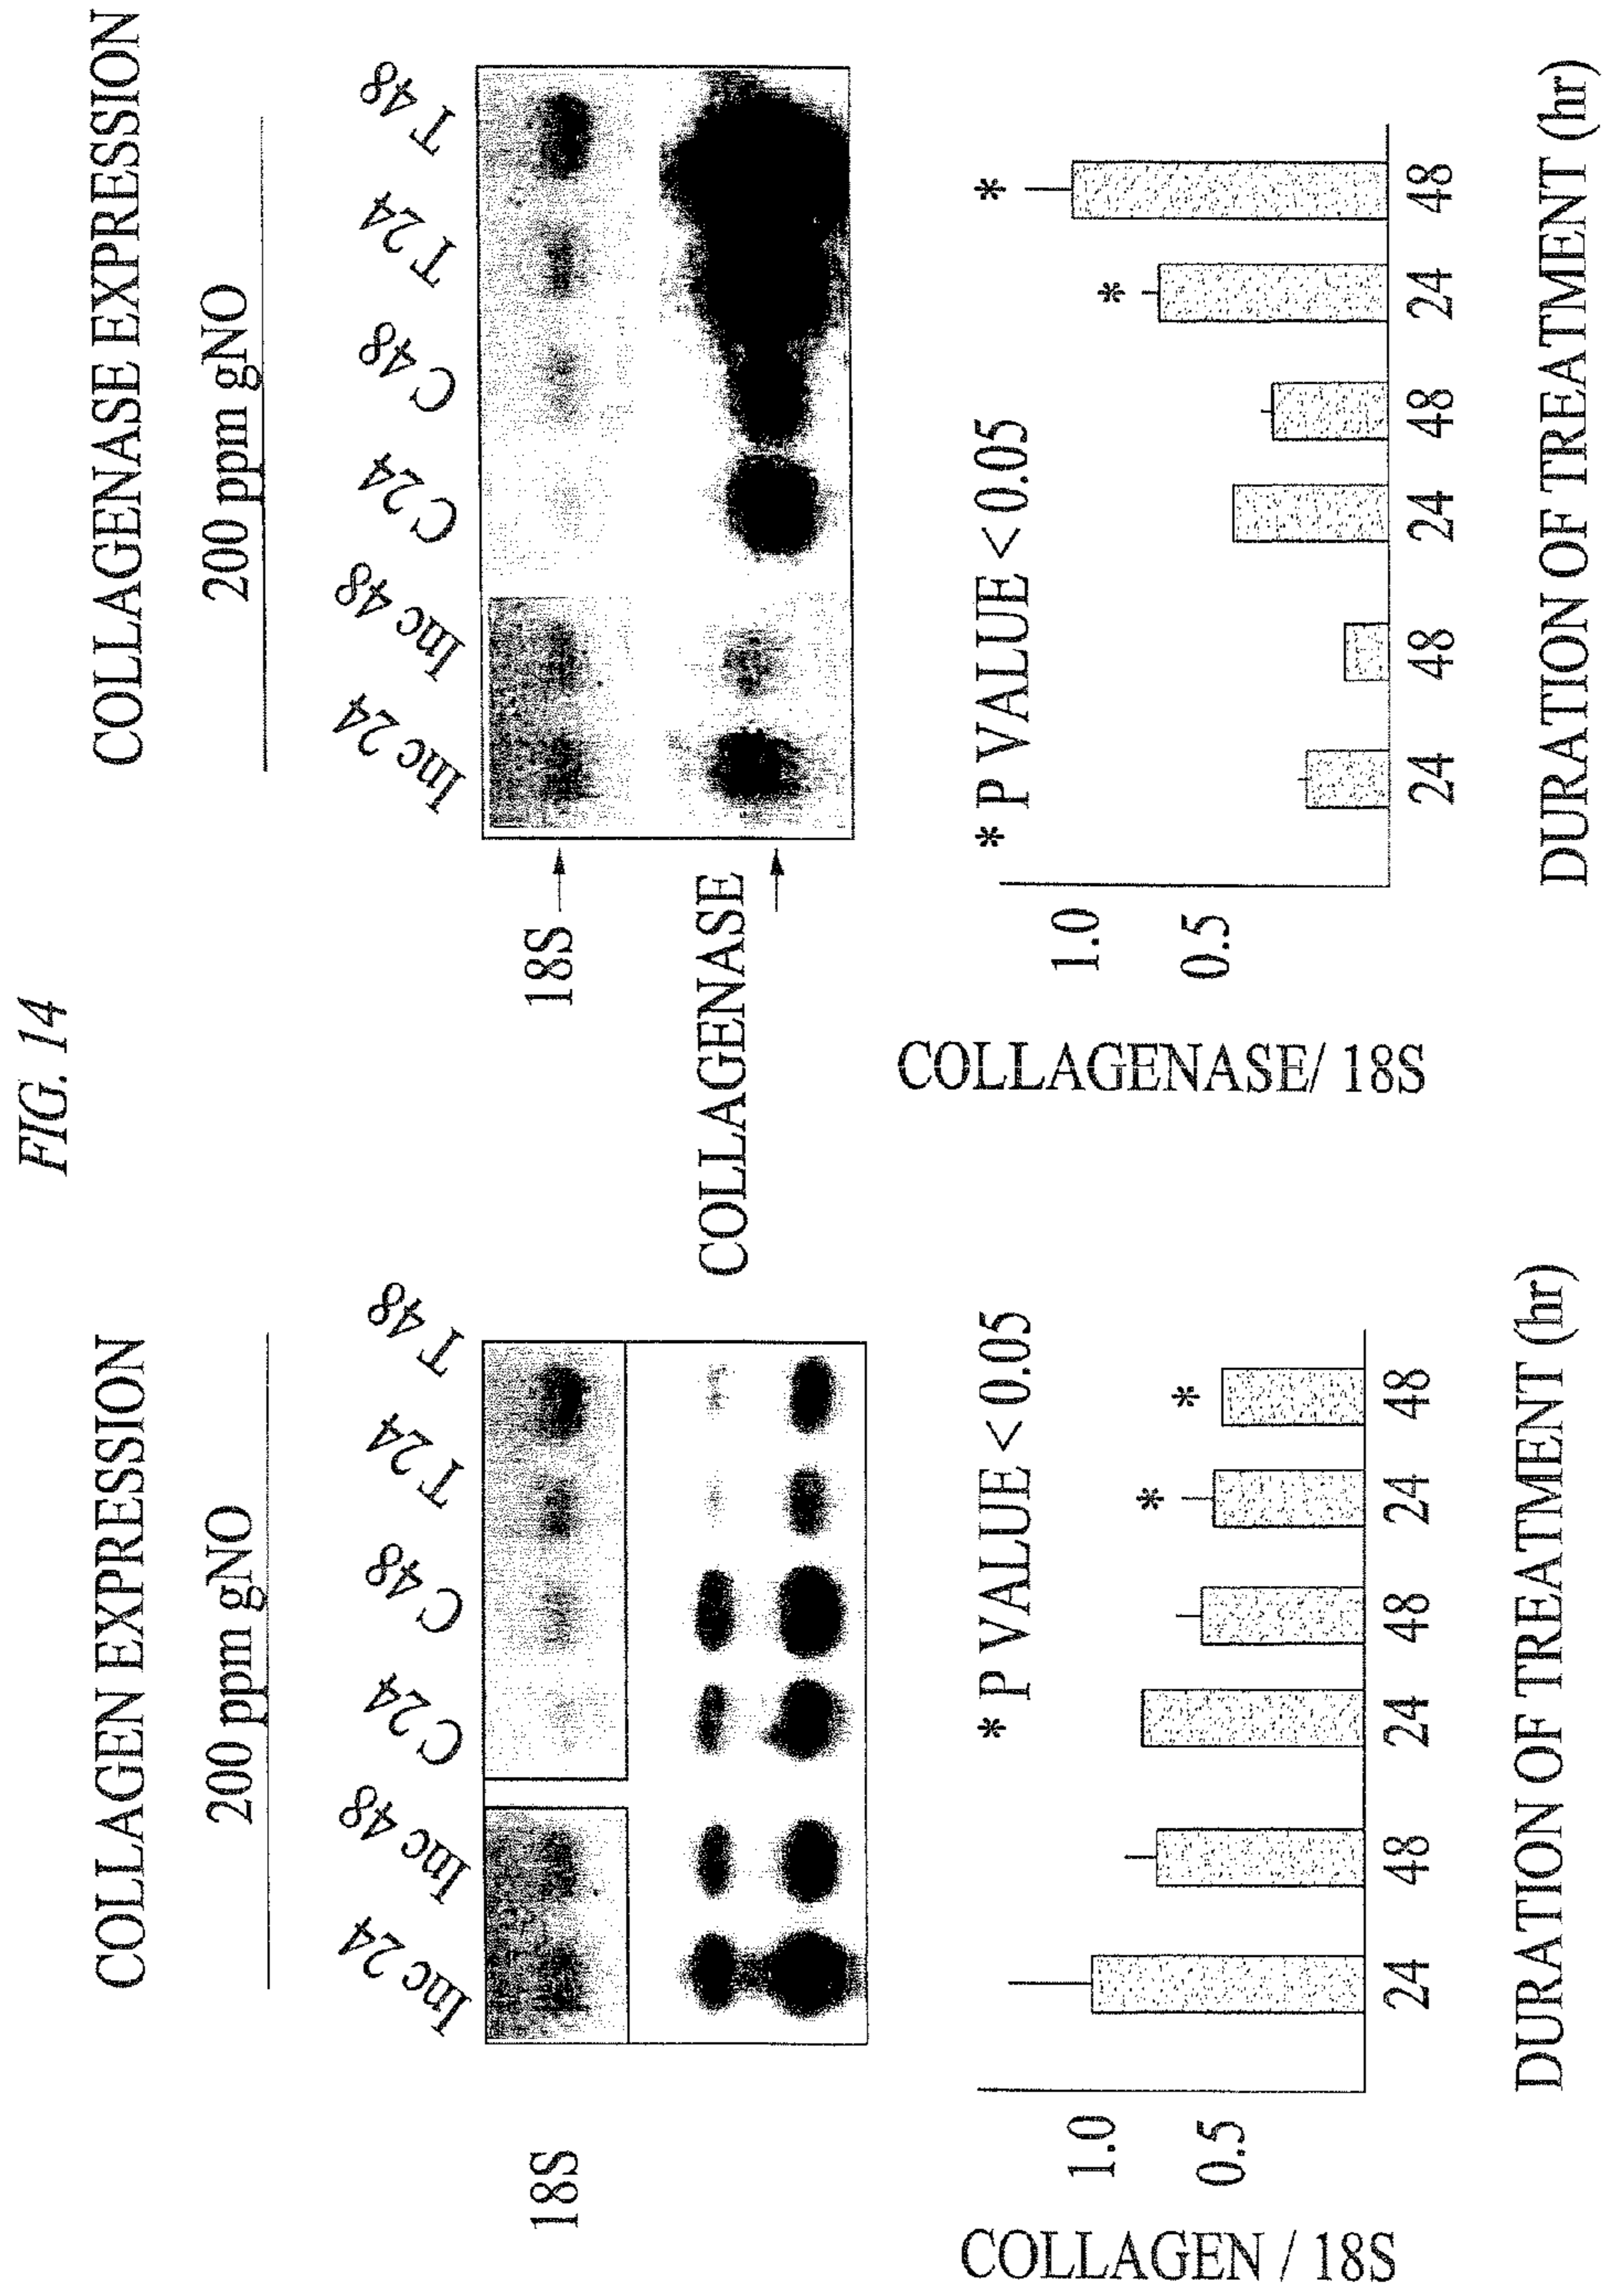 FIG. 14
COLLAGEN EXPRESSION
200 ppm gNO
Inc 24 Inc 48 C 24 C 48 T 24 T 48
18S
* P VALUE < 0.05
1.0
0.5
COLLAGEN / 18S
* *
24 48 24 48 24 48
DURATION OF TREATMENT (hr)
COLLAGENASE EXPRESSION
200 ppm gNO
Inc 24 Inc 48 C 24 C 48 T 24 T 48
18S
COLLAGENASE
* P VALUE < 0.05
1.0
0.5
COLLAGENASE/ 18S
* *
24 48 24 48 24 48
DURATION OF TREATMENT (hr)